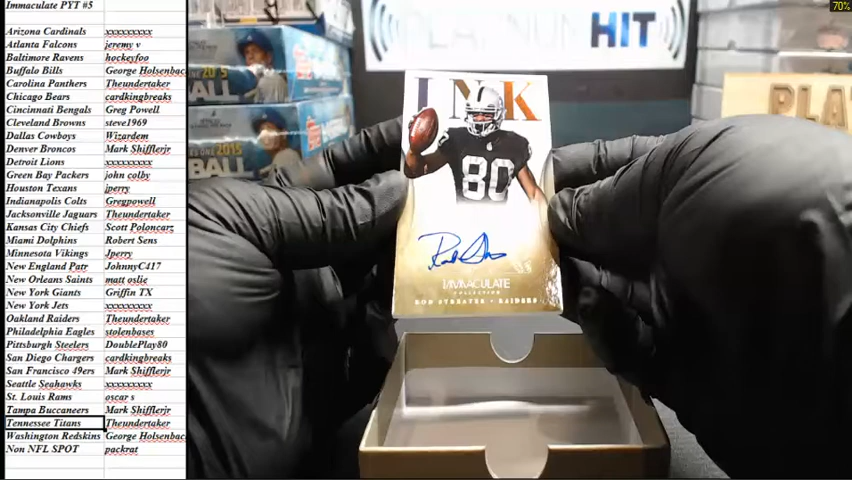 Immaculate PYT #5
70%
Arizona Cardinals xxxxxxxxx
Atlanta Falcons jeremy v
Baltimore Ravens hockeyfoo
Buffalo Bills George Holsenbac
Carolina Panthers Theundertaker
Chicago Bears cardkingbreaks
Cincinnati Bengals Greg Powell
Cleveland Browns steve1969
Dallas Cowboys Wizardem
Denver Broncos Mark Shifflerjr
Detroit Lions xxxxxxxxx
Green Bay Packers john colby
Houston Texans jperry
Indianapolis Colts Gregpowell
Jacksonville Jaguars Theundertaker
Kansas City Chiefs Scott Poloncarz
Miami Dolphins Robert Sens
Minnesota Vikings Jperry
New England Patr JohnnyC417
New Orleans Saints matt oslie
New York Giants Griffin TX
New York Jets xxxxxxxxx
Oakland Raiders Theundertaker
Philadelphia Eagles stolenbases
Pittsburgh Steelers DoublePlay80
San Diego Chargers cardkingbreaks
San Francisco 49ers Mark Shifflerjr
Seattle Seahawks xxxxxxxxx
St. Louis Rams oscar s
Tampa Buccaneers Mark Shifflerjr
Tennessee Titans Theundertaker
Washington Redskins George Holsenbac
Non NFL SPOT packrat
PLATINUM HIT
INK
80
IMMACULATE
COLLECTION
ROD STREATER • RAIDERS
2015
BALL
2015
BALL
PLA